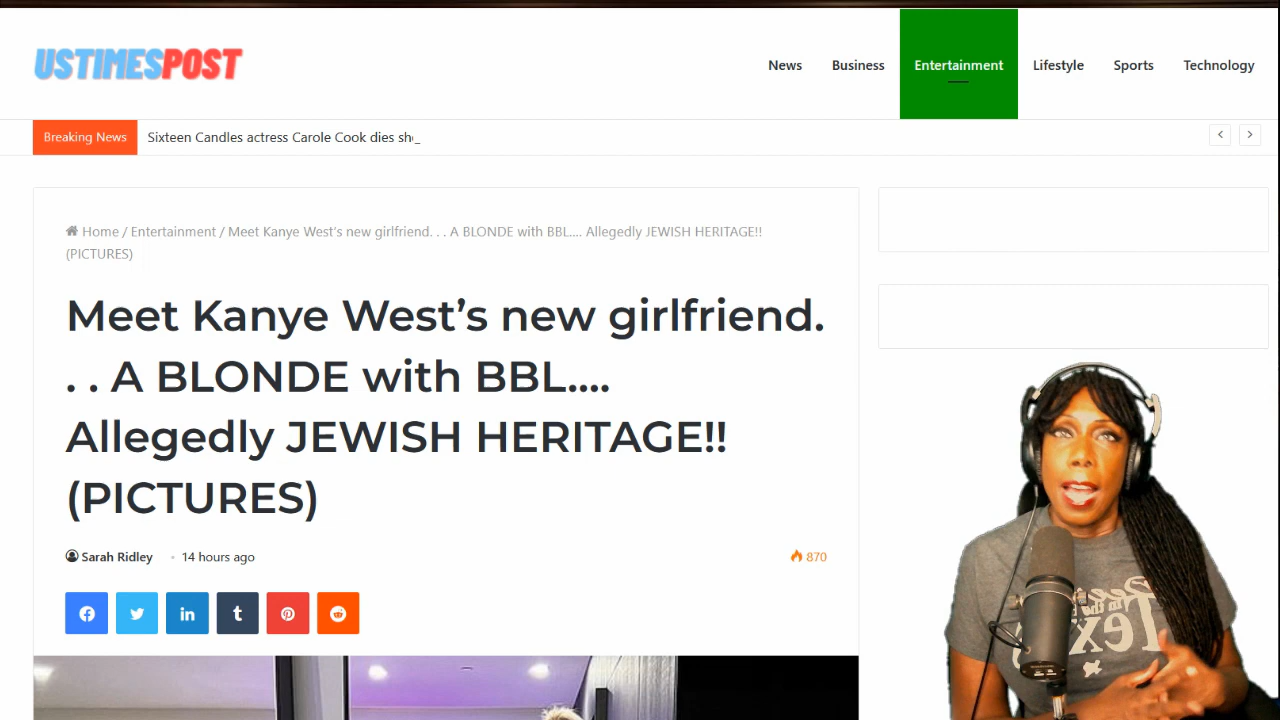 USTIMESPOST
News Business Entertainment Lifestyle Sports Technology
Breaking News Sixteen Candles actress Carole Cook dies sh_
Home / Entertainment / Meet Kanye West's new girlfriend. . . A BLONDE with BBL.... Allegedly JEWISH HERITAGE!!
(PICTURES)
Meet Kanye West’s new girlfriend.
. . A BLONDE with BBL....
Allegedly JEWISH HERITAGE!!
(PICTURES)
Sarah Ridley 14 hours ago 870